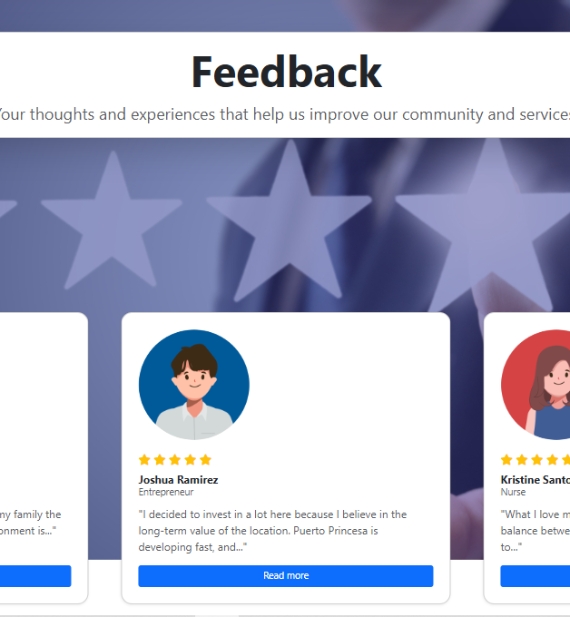 Feedback
Your thoughts and experiences that help us improve our community and services
my family the
...onment is..."
Joshua Ramirez
Entrepreneur
"I decided to invest in a lot here because I believe in the
long-term value of the location. Puerto Princesa is
developing fast, and..."
Read more
Kristine Santo
Nurse
"What I love m
balance betwe
to..."